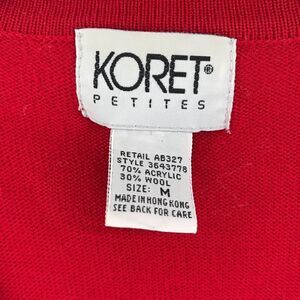 KORET®
PETITES
RETAIL AB327
STYLE 3643778
70% ACRYLIC
30% WOOL
SIZE: M
MADE IN HONG KONG
SEE BACK FOR CARE